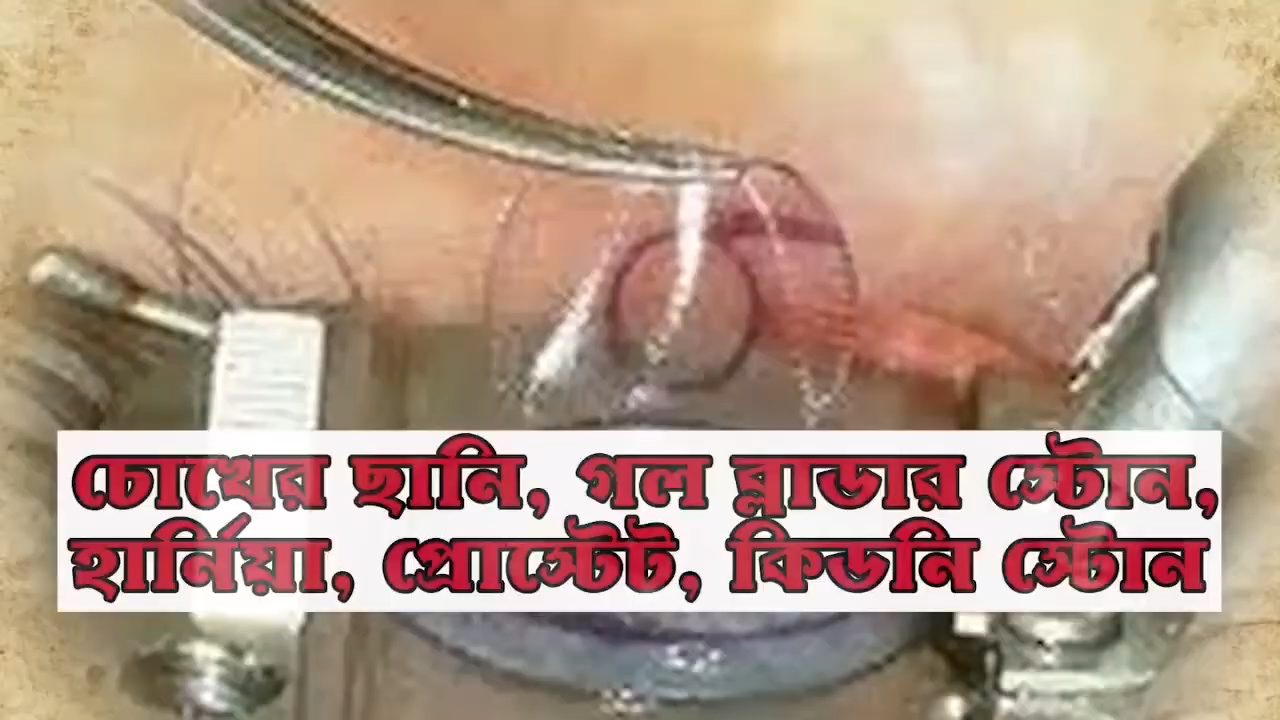 চোখের ছানি, গল ব্লাডার স্টোন,
হার্নিয়া, প্রোস্টেট, কিডনি স্টোন